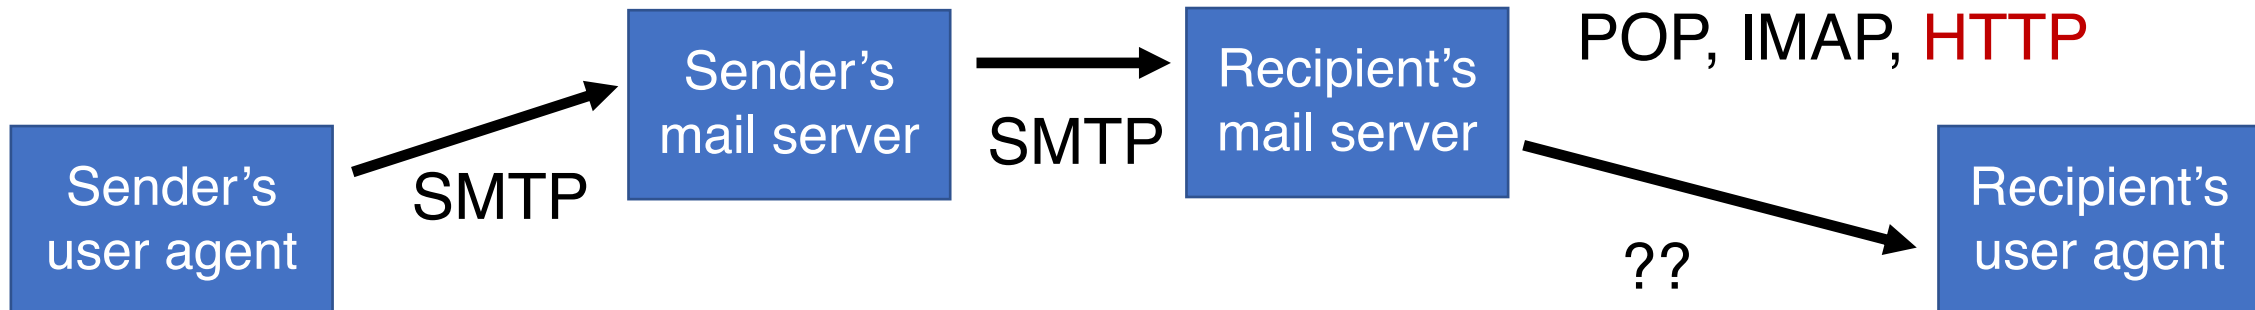 Sender’s
user agent
SMTP
Sender’s
mail server
SMTP
Recipient’s
mail server
POP, IMAP, HTTP
??
Recipient’s
user agent